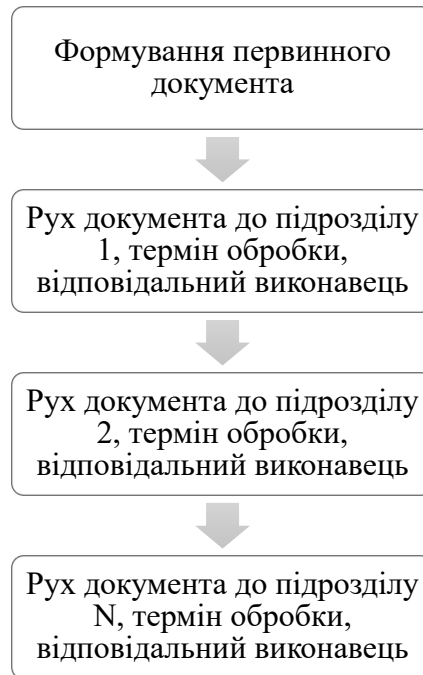 Формування первинного
документа
Рух документа до підрозділу
1, термін обробки,
відповідальний виконавець
Рух документа до підрозділу
2, термін обробки,
відповідальний виконавець
Рух документа до підрозділу
N, термін обробки,
відповідальний виконавець